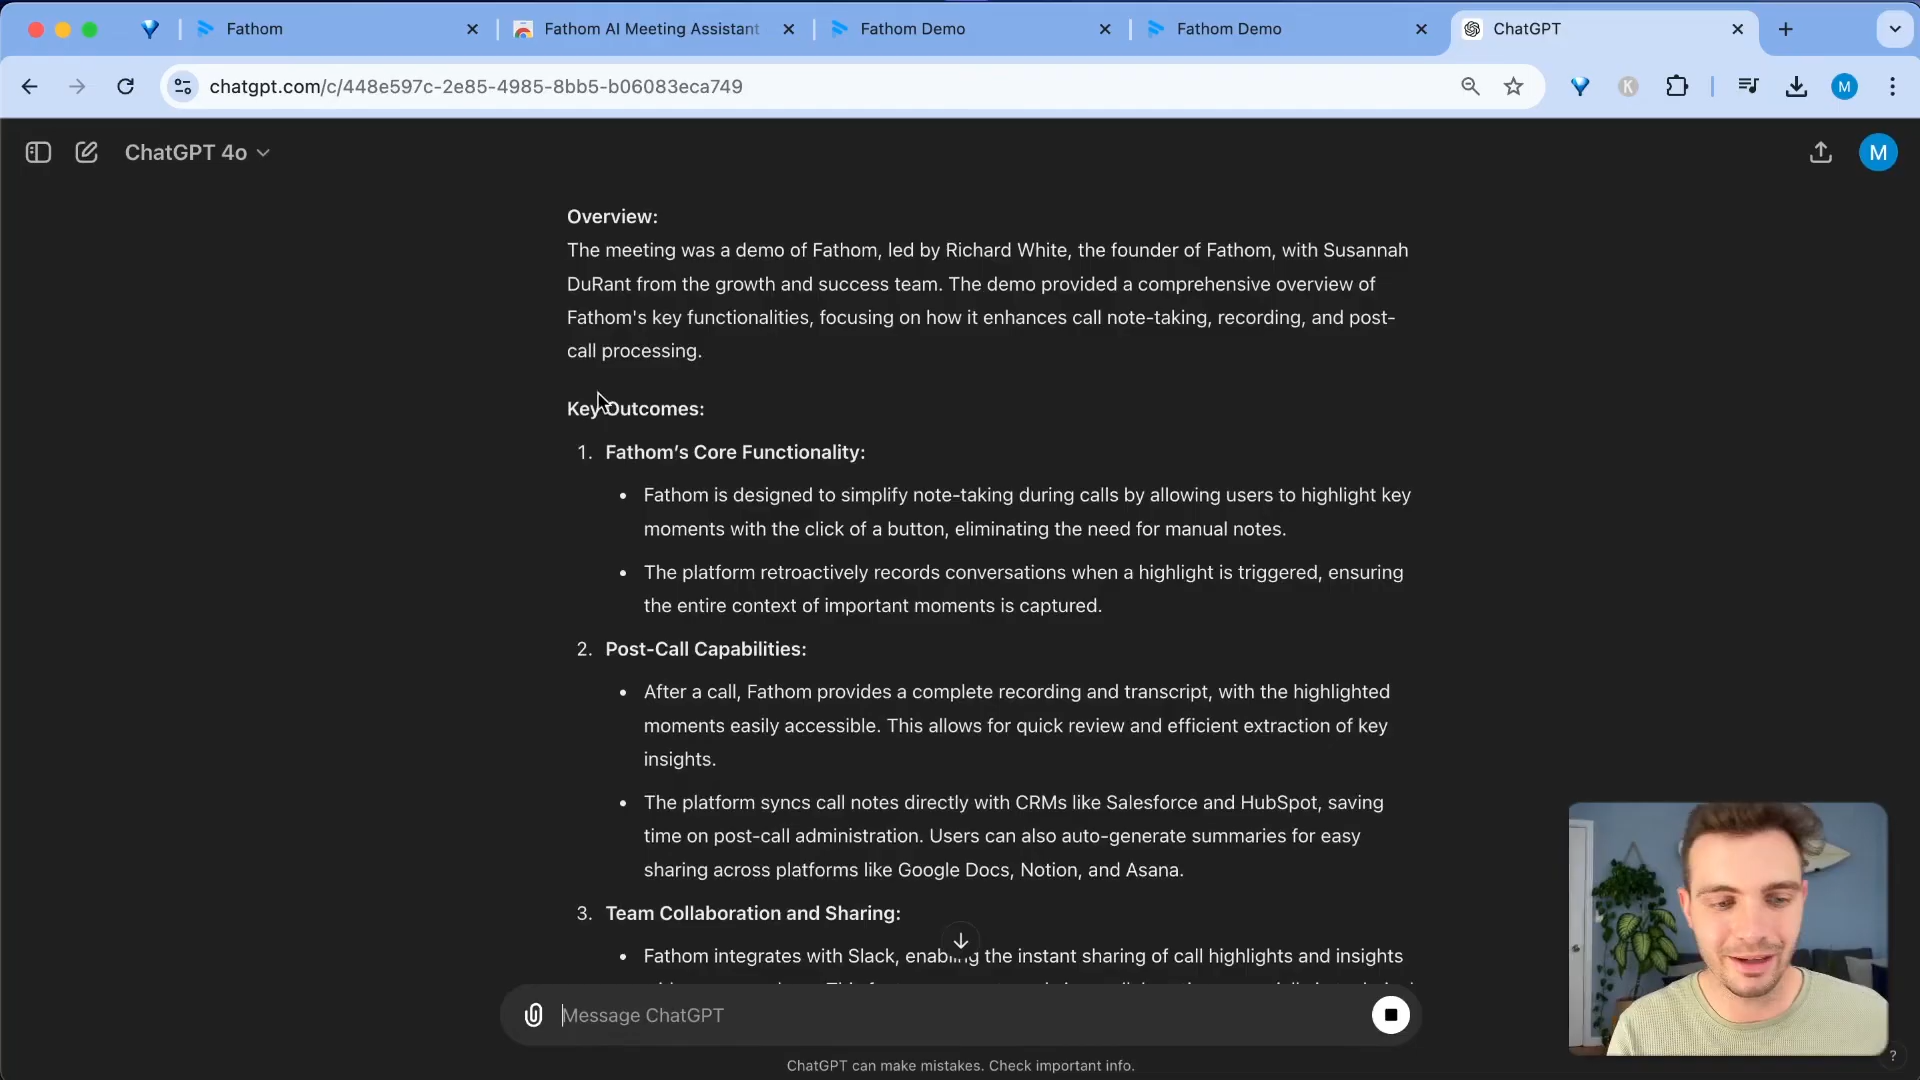 Fathom
Fathom AI Meeting Assistant
Fathom Demo
Fathom Demo
ChatGPT
chatgpt.com/c/448e597c-2e85-4985-8bb5-b06083eca749
K
M
ChatGPT 4o
M
Overview:
The meeting was a demo of Fathom, led by Richard White, the founder of Fathom, with Susannah
DuRant from the growth and success team. The demo provided a comprehensive overview of
Fathom's key functionalities, focusing on how it enhances call note-taking, recording, and post-
call processing.
Key Outcomes:
1. Fathom’s Core Functionality:
• Fathom is designed to simplify note-taking during calls by allowing users to highlight key
moments with the click of a button, eliminating the need for manual notes.
• The platform retroactively records conversations when a highlight is triggered, ensuring
the entire context of important moments is captured.
2. Post-Call Capabilities:
• After a call, Fathom provides a complete recording and transcript, with the highlighted
moments easily accessible. This allows for quick review and efficient extraction of key
insights.
• The platform syncs call notes directly with CRMs like Salesforce and HubSpot, saving
time on post-call administration. Users can also auto-generate summaries for easy
sharing across platforms like Google Docs, Notion, and Asana.
3. Team Collaboration and Sharing:
• Fathom integrates with Slack, enabling the instant sharing of call highlights and insights
Message ChatGPT
ChatGPT can make mistakes. Check important info.
?